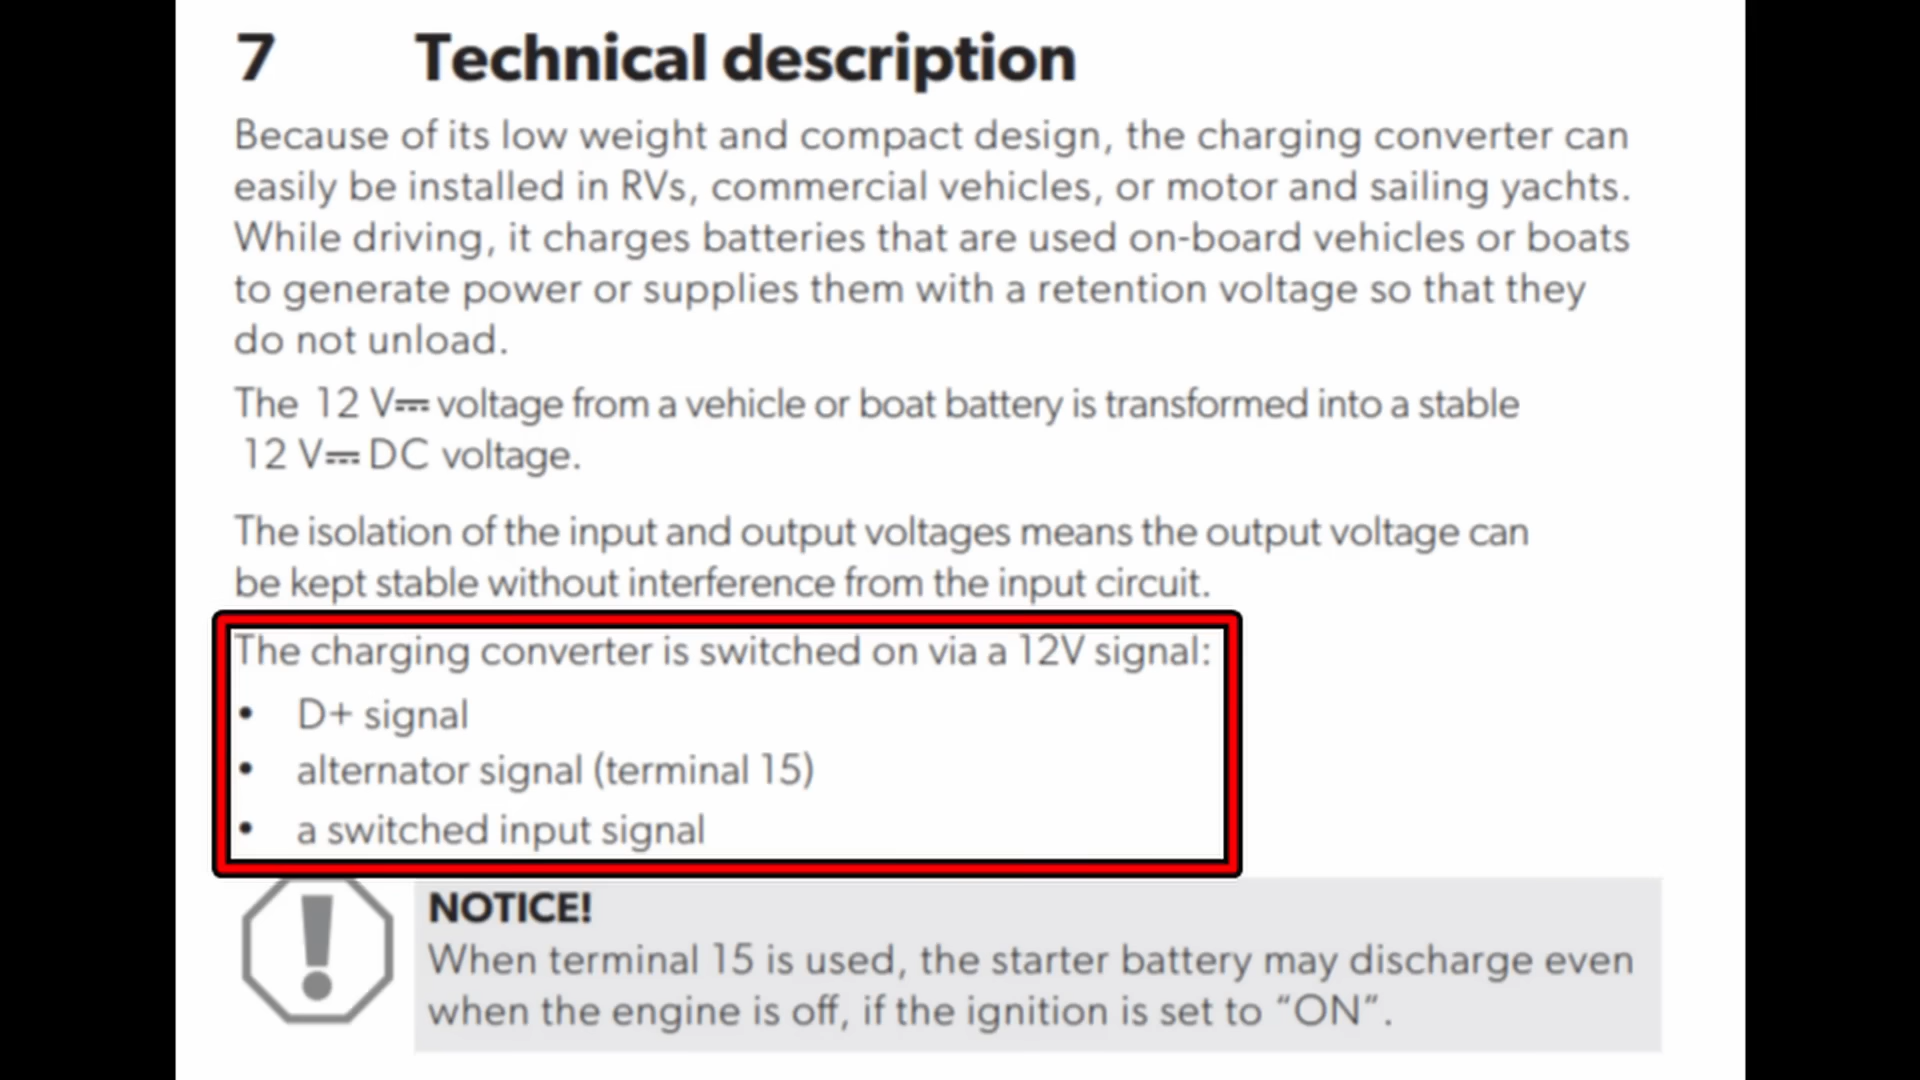 7 Technical description
Because of its low weight and compact design, the charging converter can
easily be installed in RVs, commercial vehicles, or motor and sailing yachts.
While driving, it charges batteries that are used on-board vehicles or boats
to generate power or supplies them with a retention voltage so that they
do not unload.
The 12 V⎓ voltage from a vehicle or boat battery is transformed into a stable
12 V⎓ DC voltage.
The isolation of the input and output voltages means the output voltage can
be kept stable without interference from the input circuit.
The charging converter is switched on via a 12V signal:
• D+ signal
• alternator signal (terminal 15)
• a switched input signal
NOTICE!
When terminal 15 is used, the starter battery may discharge even
when the engine is off, if the ignition is set to “ON”.